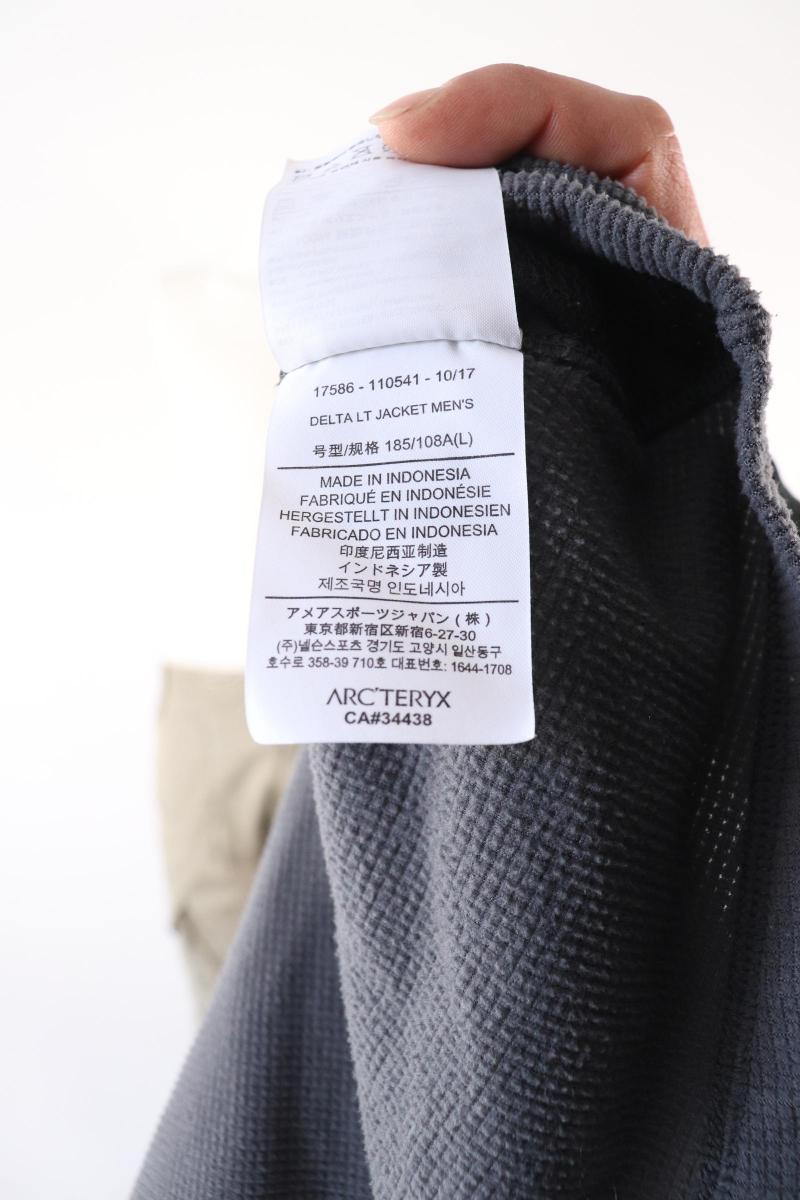 17586 - 110541 - 10/17
DELTA LT JACKET MEN'S
号型/规格 185/108A(L)
MADE IN INDONESIA
FABRIQUÉ EN INDONÉSIE
HERGESTELLT IN INDONESIEN
FABRICADO EN INDONESIA
印度尼西亚制造
インドネシア製
제조국명 인도네시아
アメアスポーツジャパン ( 株 )
東京都新宿区新宿6-27-30
(주)넬슨스포츠 경기도 고양시 일산동구
호수로 358-39 710호 대표번호: 1644-1708
ARC'TERYX
CA#34438